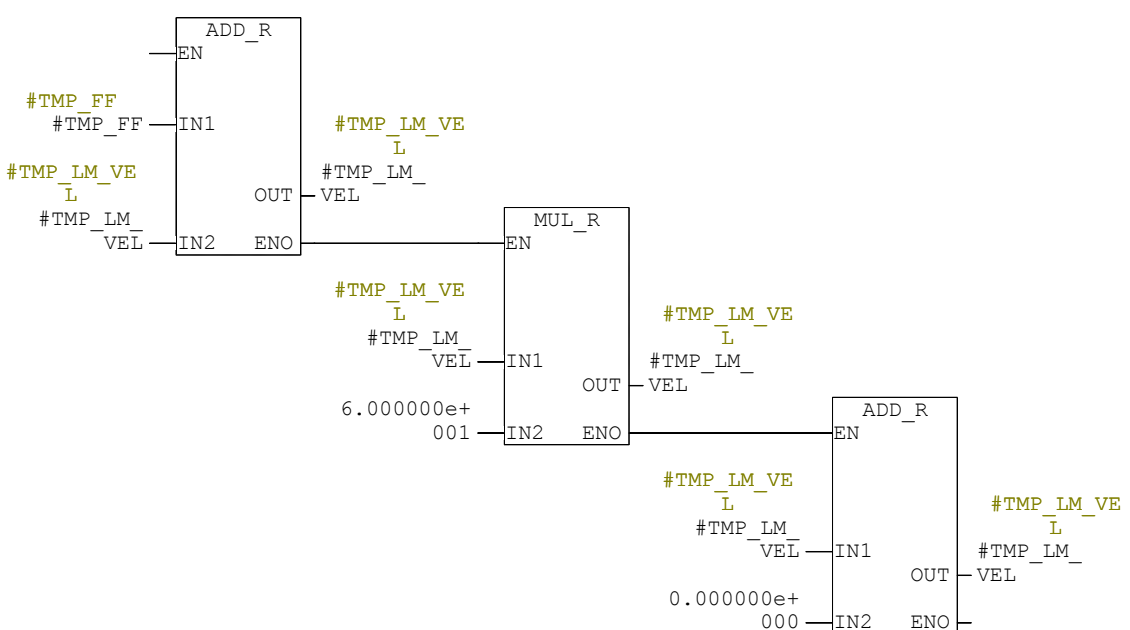 ADD_R
EN
#TMP_FF
#TMP_FF
IN1
#TMP_LM_VE
L
#TMP_LM_
VEL
OUT
#TMP_LM_VE
L
#TMP_LM_
VEL
IN2
ENO
MUL_R
EN
#TMP_LM_VE
L
#TMP_LM_
VEL
IN1
#TMP_LM_VE
L
#TMP_LM_
VEL
OUT
6.000000e+
001
IN2
ENO
ADD_R
EN
#TMP_LM_VE
L
#TMP_LM_
VEL
IN1
#TMP_LM_VE
L
#TMP_LM_
VEL
OUT
0.000000e+
000
IN2
ENO